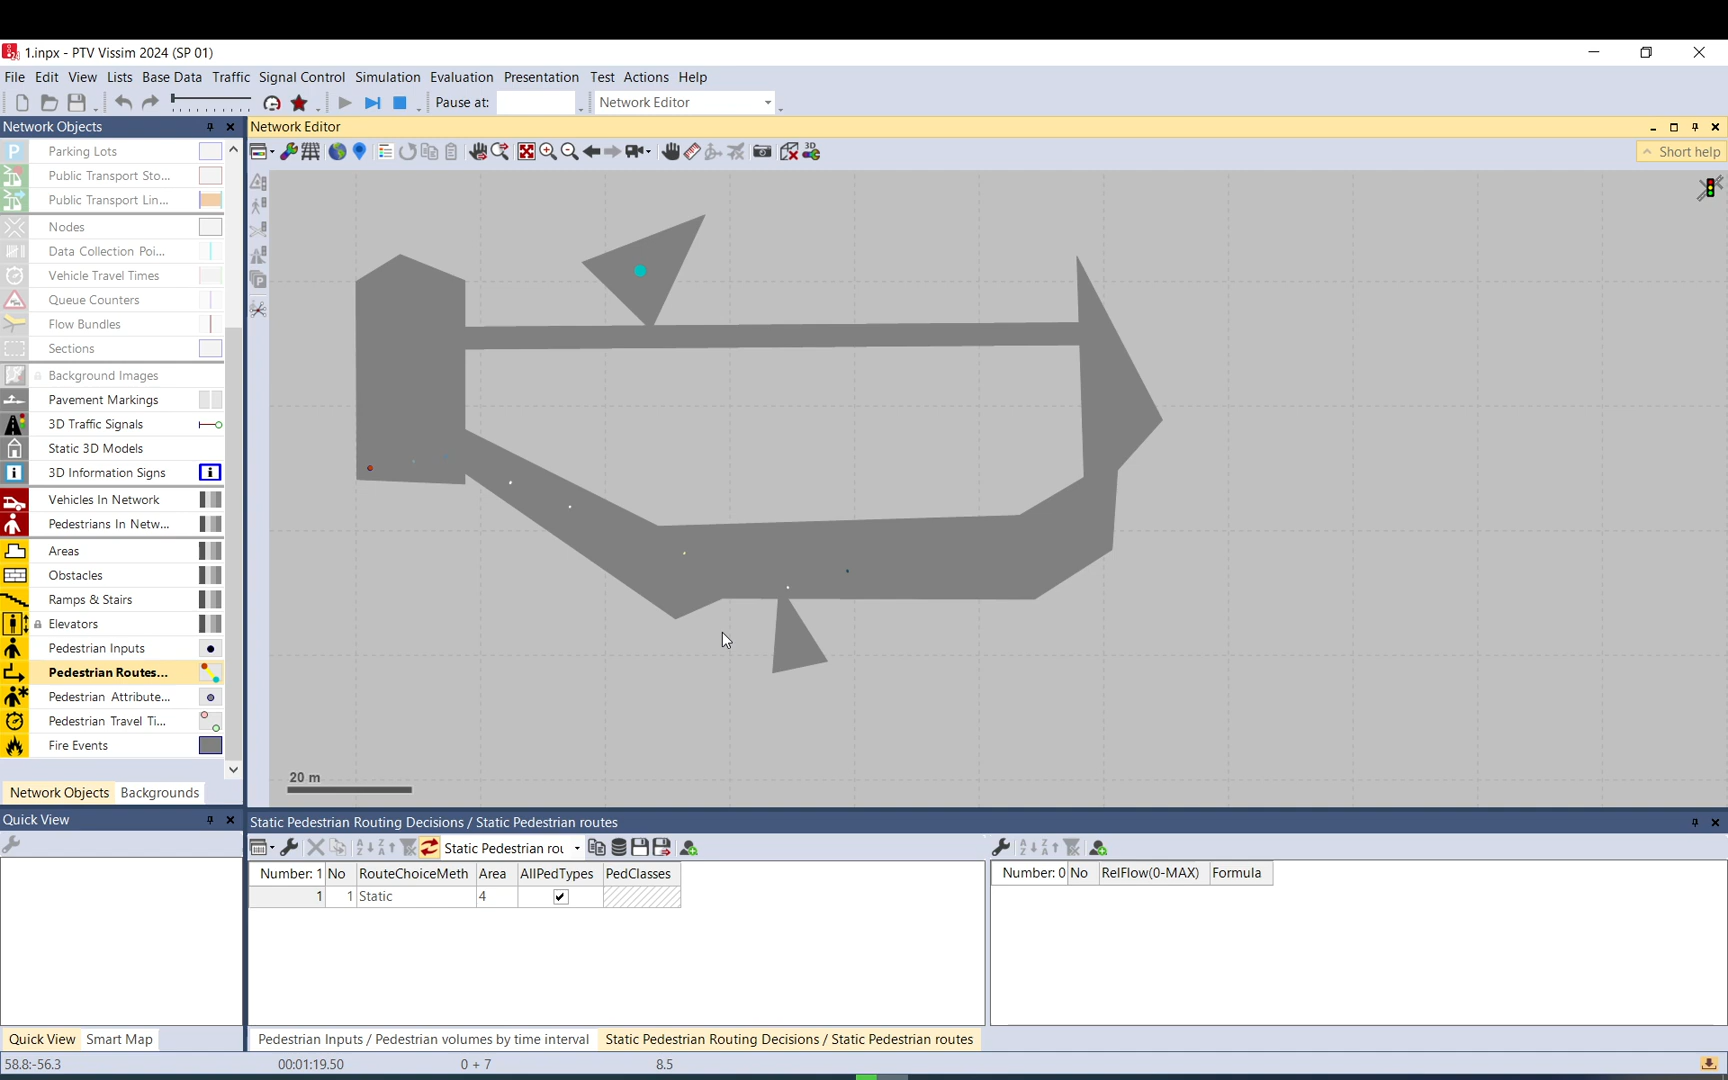 1.inpx - PTV Vissim 2024 (SP 01)
File Edit View Lists Base Data Traffic Signal Control Simulation Evaluation Presentation Test Actions Help
Pause at: Network Editor
Network Objects
Network Editor
Short help
P Parking Lots
Public Transport Sto...
Public Transport Lin...
Nodes
Data Collection Poi...
Vehicle Travel Times
Queue Counters
Flow Bundles
Sections
Background Images
Pavement Markings
3D Traffic Signals
Static 3D Models
3D Information Signs
Vehicles In Network
Pedestrians In Netw...
Areas
Obstacles
Ramps & Stairs
Elevators
Pedestrian Inputs
Pedestrian Routes...
Pedestrian Attribute...
Pedestrian Travel Ti...
Fire Events
20 m
Network Objects Backgrounds
Quick View
Static Pedestrian Routing Decisions / Static Pedestrian routes
Static Pedestrian rou
Number: 1 No RouteChoiceMeth Area AllPedTypes PedClasses
1 1 Static 4
Number: 0 No RelFlow(0-MAX) Formula
Quick View Smart Map
Pedestrian Inputs / Pedestrian volumes by time interval Static Pedestrian Routing Decisions / Static Pedestrian routes
58.8:-56.3 00:01:19.50 0 + 7 8.5